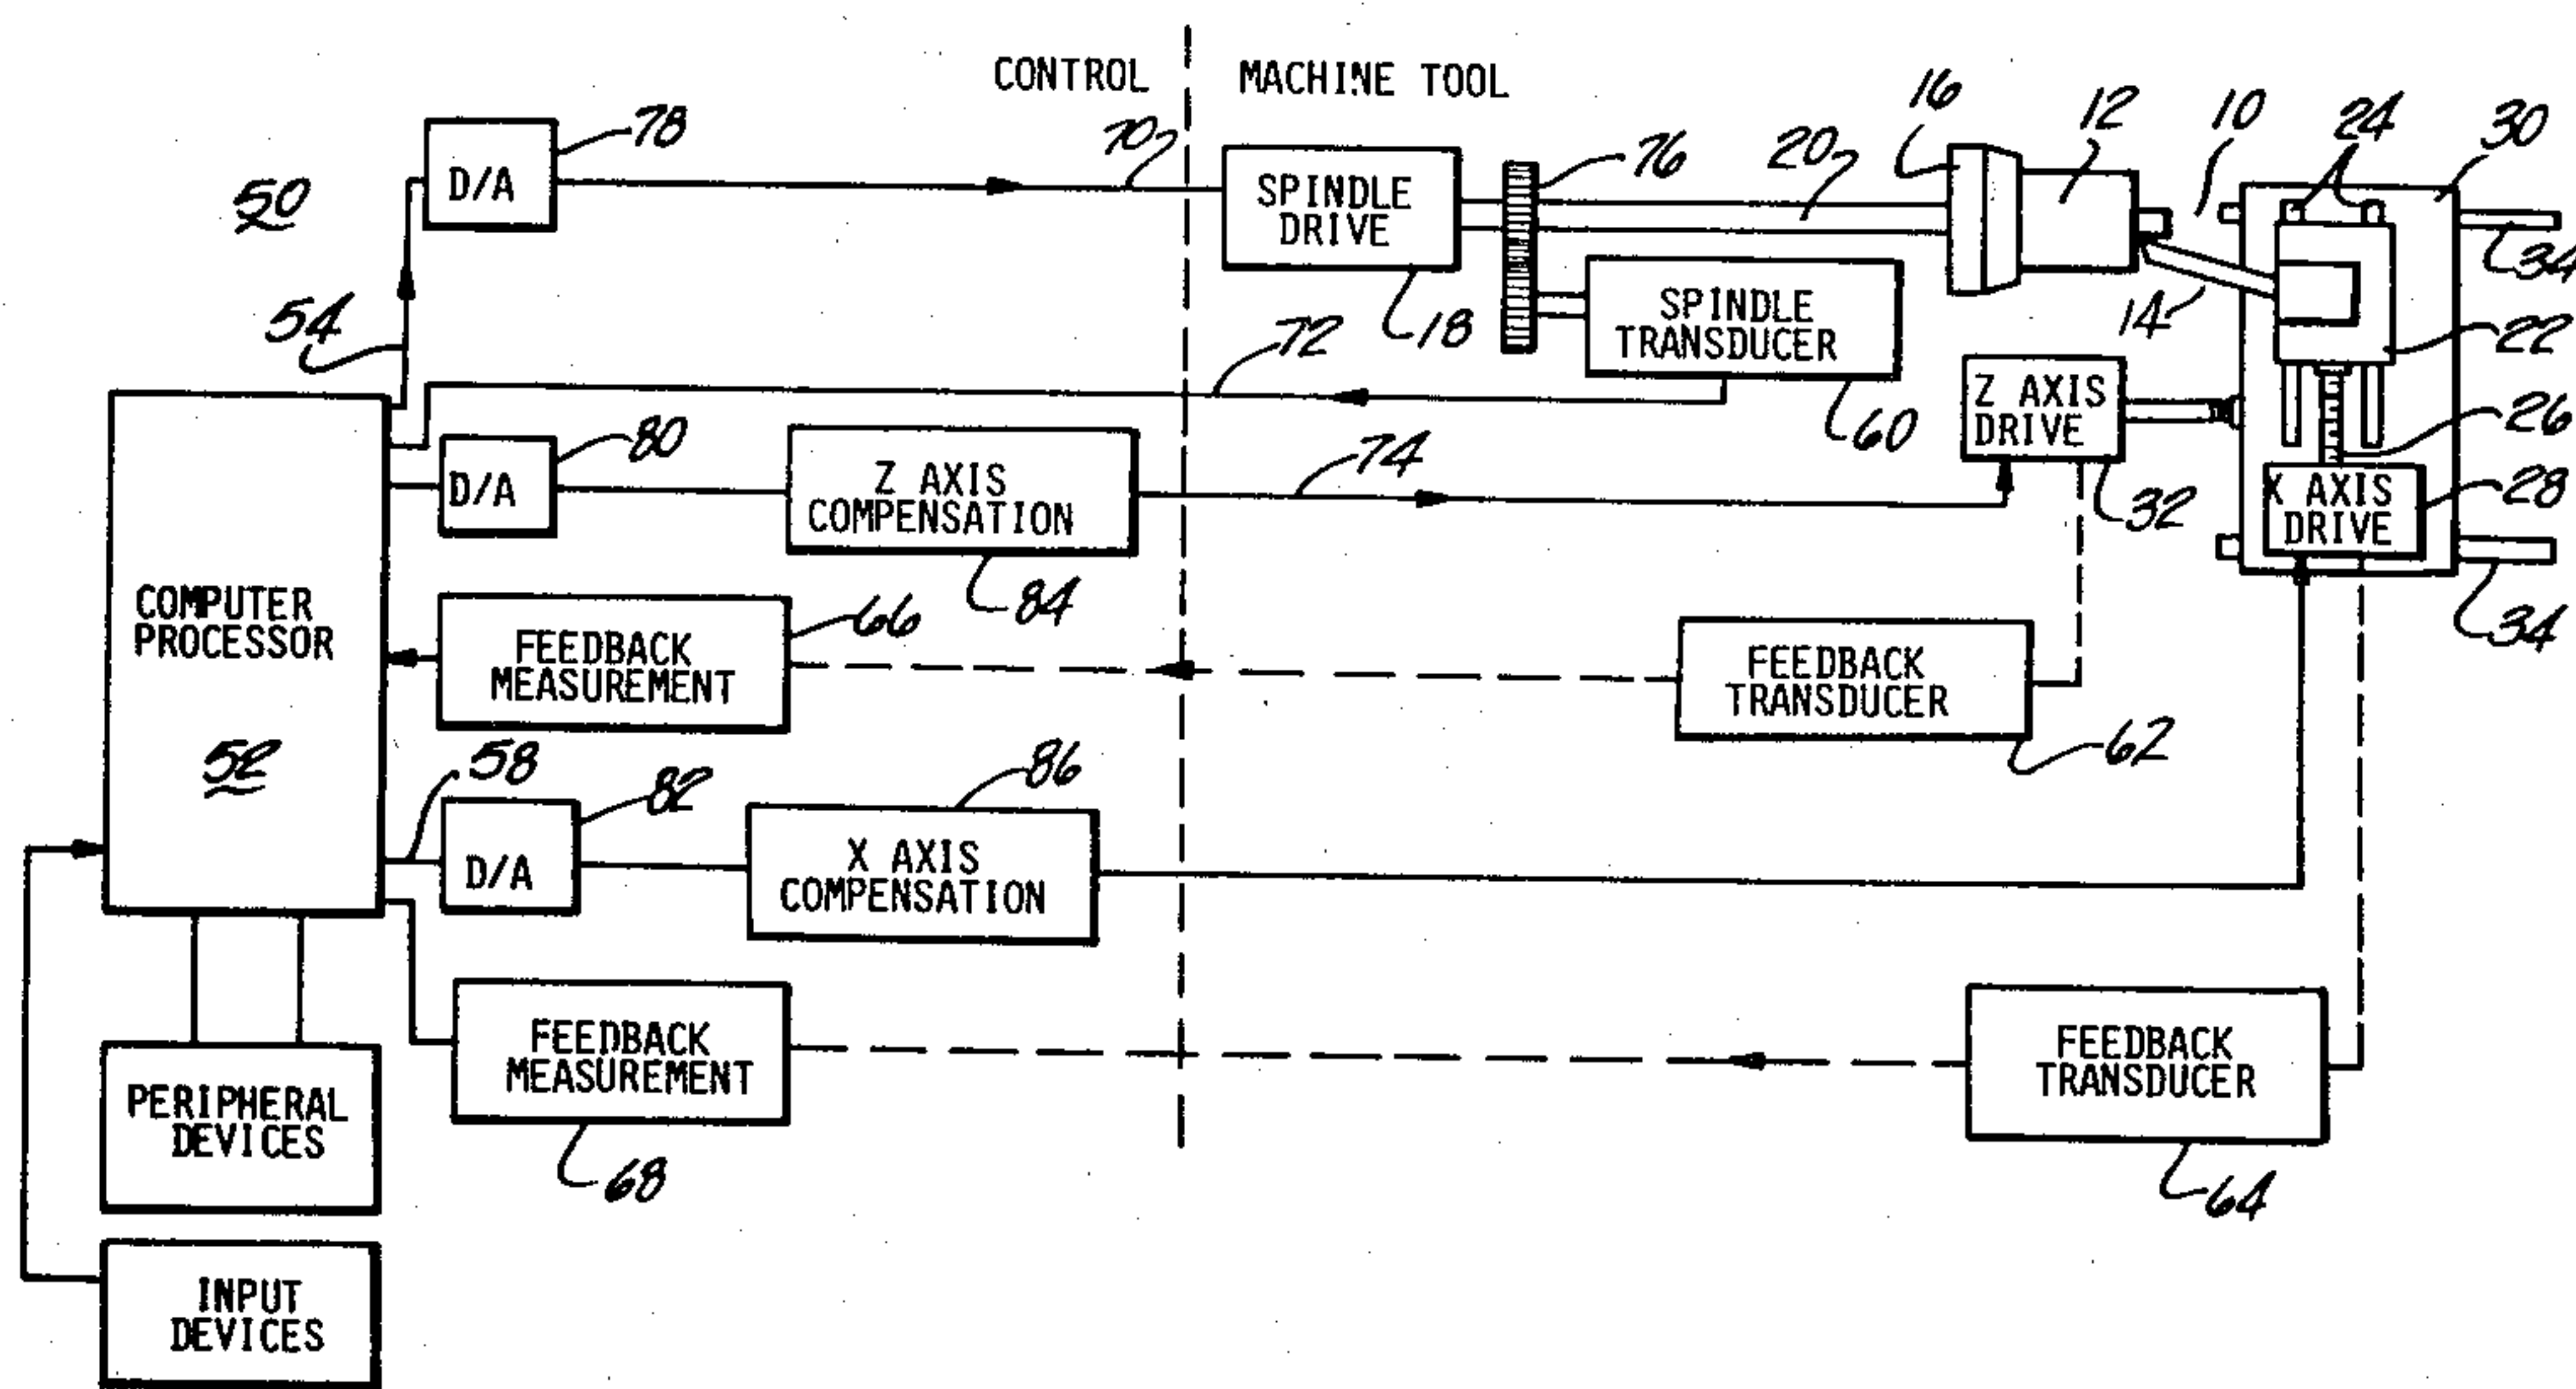 CONTROL
MACHINE TOOL
78
70
76
20
16
12
10
24
30
D/A
50
SPINDLE
DRIVE
34
54
18
SPINDLE
TRANSDUCER
14
22
72
60
Z AXIS
DRIVE
26
80
D/A
Z AXIS
COMPENSATION
74
32
X AXIS
DRIVE
28
84
34
COMPUTER
PROCESSOR
52
66
FEEDBACK
MEASUREMENT
FEEDBACK
TRANSDUCER
62
58
82
86
D/A
X AXIS
COMPENSATION
FEEDBACK
MEASUREMENT
68
FEEDBACK
TRANSDUCER
64
PERIPHERAL
DEVICES
INPUT
DEVICES